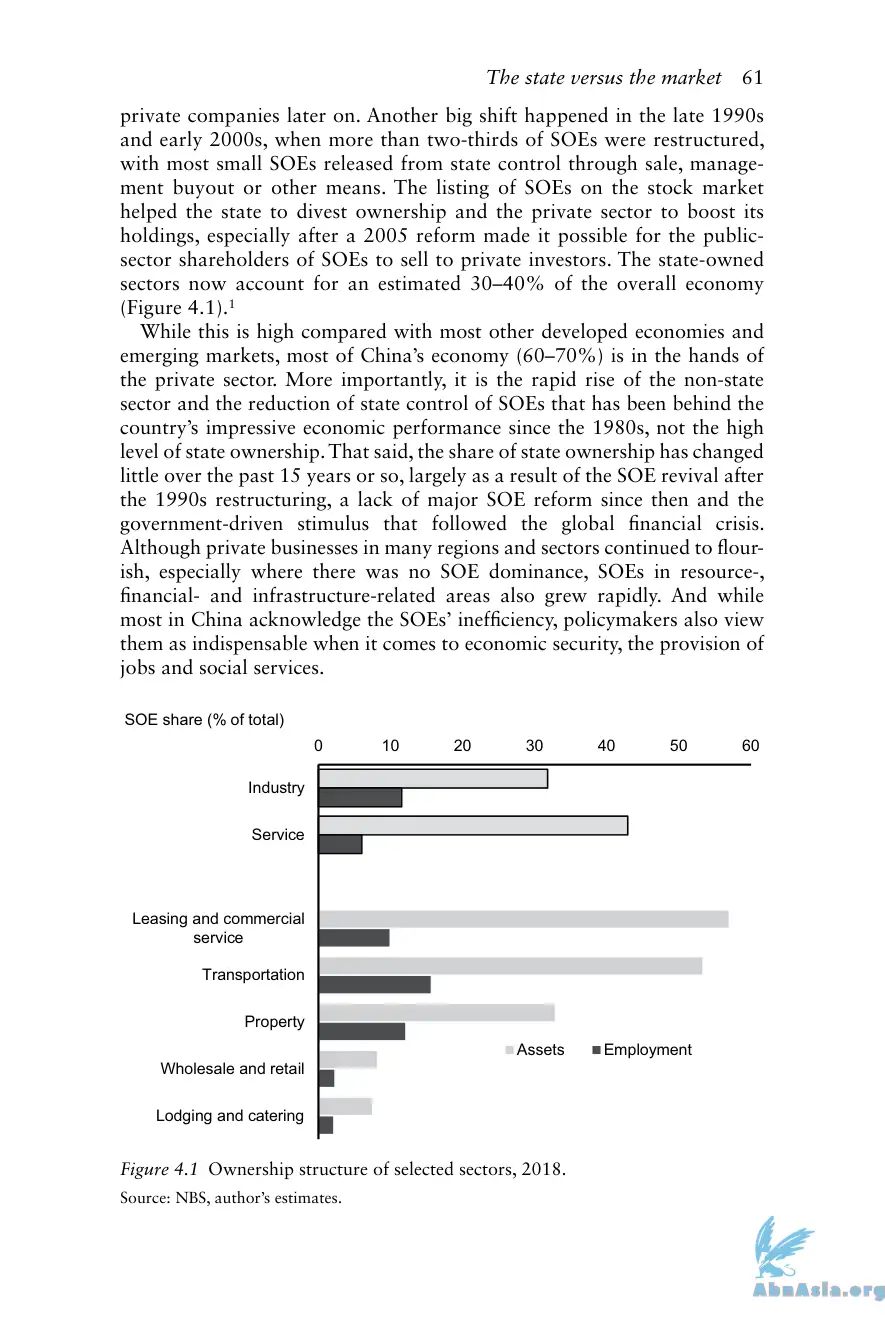 The state versus the market 61
private companies later on. Another big shift happened in the late 1990s
and early 2000s, when more than two-thirds of SOEs were restructured,
with most small SOEs released from state control through sale, manage-
ment buyout or other means. The listing of SOEs on the stock market
helped the state to divest ownership and the private sector to boost its
holdings, especially after a 2005 reform made it possible for the public-
sector shareholders of SOEs to sell to private investors. The state-owned
sectors now account for an estimated 30–40% of the overall economy
(Figure 4.1).¹
While this is high compared with most other developed economies and
emerging markets, most of China’s economy (60–70%) is in the hands of
the private sector. More importantly, it is the rapid rise of the non-state
sector and the reduction of state control of SOEs that has been behind the
country’s impressive economic performance since the 1980s, not the high
level of state ownership. That said, the share of state ownership has changed
little over the past 15 years or so, largely as a result of the SOE revival after
the 1990s restructuring, a lack of major SOE reform since then and the
government-driven stimulus that followed the global financial crisis.
Although private businesses in many regions and sectors continued to flour-
ish, especially where there was no SOE dominance, SOEs in resource-,
financial- and infrastructure-related areas also grew rapidly. And while
most in China acknowledge the SOEs’ inefficiency, policymakers also view
them as indispensable when it comes to economic security, the provision of
jobs and social services.
SOE share (% of total)
0 10 20 30 40 50 60
Industry
Service
Leasing and commercial
service
Transportation
Property
Assets Employment
Wholesale and retail
Lodging and catering
Figure 4.1 Ownership structure of selected sectors, 2018.
Source: NBS, author’s estimates.
AbnAsia.org